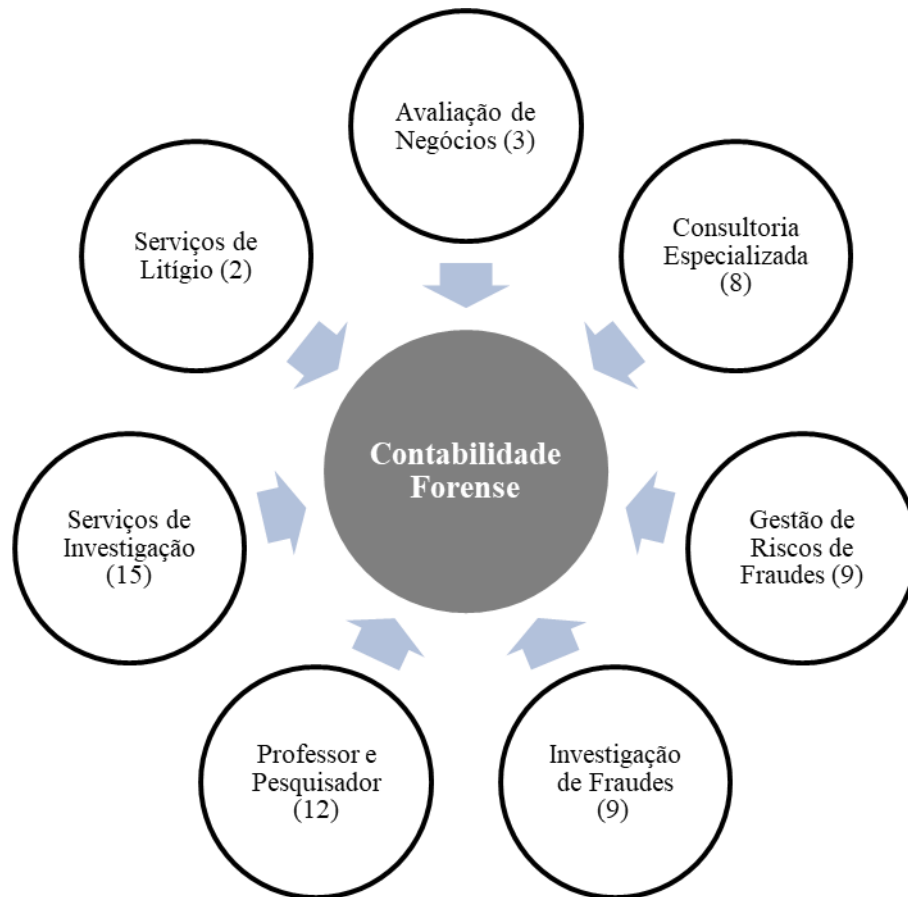 Avaliação de
Negócios (3)
Consultoria
Especializada
(8)
Gestão de
Riscos de
Fraudes (9)
Investigação
de Fraudes
(9)
Professor e
Pesquisador
(12)
Serviços de
Investigação
(15)
Serviços de
Litígio (2)
Contabilidade
Forense